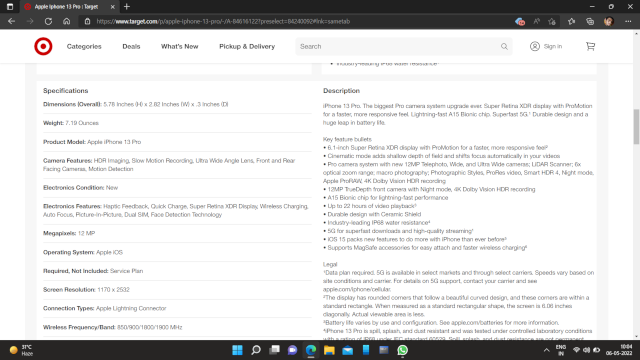 Apple Iphone 13 Pro : Target
https://www.target.com/p/apple-iphone-13-pro/-/A-84616122?preselect=84240092#lnk=sametab
Categories
Deals
What's New
Pickup & Delivery
Search
Sign in
• Industry-leading IP68 water resistance
Specifications
Dimensions (Overall): 5.78 Inches (H) x 2.82 Inches (W) x .3 Inches (D)
Weight: 7.19 Ounces
Product Model: Apple iPhone 13 Pro
Camera Features: HDR Imaging, Slow Motion Recording, Ultra Wide Angle Lens, Front and Rear
Facing Cameras, Motion Detection
Electronics Condition: New
Electronics Features: Haptic Feedback, Quick Charge, Super Retina XDR Display, Wireless Charging,
Auto Focus, Picture-In-Picture, Dual SIM, Face Detection Technology
Megapixels: 12 MP
Operating System: Apple iOS
Required, Not Included: Service Plan
Screen Resolution: 1170 x 2532
Connection Types: Apple Lightning Connector
Wireless Frequency/Band: 850/900/1800/1900 MHz
Description
iPhone 13 Pro. The biggest Pro camera system upgrade ever. Super Retina XDR display with ProMotion
for a faster, more responsive feel. Lightning-fast A15 Bionic chip. Superfast 5G.¹ Durable design and a
huge leap in battery life.
Key feature bullets
• 6.1-inch Super Retina XDR display with ProMotion for a faster, more responsive feel²
• Cinematic mode adds shallow depth of field and shifts focus automatically in your videos
• Pro camera system with new 12MP Telephoto, Wide, and Ultra Wide cameras; LiDAR Scanner; 6x
optical zoom range; macro photography; Photographic Styles, ProRes video, Smart HDR 4, Night mode,
Apple ProRAW, 4K Dolby Vision HDR recording
• 12MP TrueDepth front camera with Night mode, 4K Dolby Vision HDR recording
• A15 Bionic chip for lightning-fast performance
• Up to 22 hours of video playback³
• Durable design with Ceramic Shield
• Industry-leading IP68 water resistance⁴
• 5G for superfast downloads and high-quality streaming¹
• iOS 15 packs new features to do more with iPhone than ever before⁵
• Supports MagSafe accessories for easy attach and faster wireless charging⁶
Legal
¹Data plan required. 5G is available in select markets and through select carriers. Speeds vary based on
site conditions and carrier. For details on 5G support, contact your carrier and see
apple.com/iphone/cellular.
²The display has rounded corners that follow a beautiful curved design, and these corners are within a
standard rectangle. When measured as a standard rectangular shape, the screen is 6.06 inches
diagonally. Actual viewable area is less.
³Battery life varies by use and configuration. See apple.com/batteries for more information.
⁴iPhone 13 Pro is splash, water, and dust resistant and was tested under controlled laboratory conditions
with a rating of IP68 under IEC standard 60529. Splash, water, and dust resistance are not permanent
31°C
Haze
ENG
IN
10:04
06-05-2022